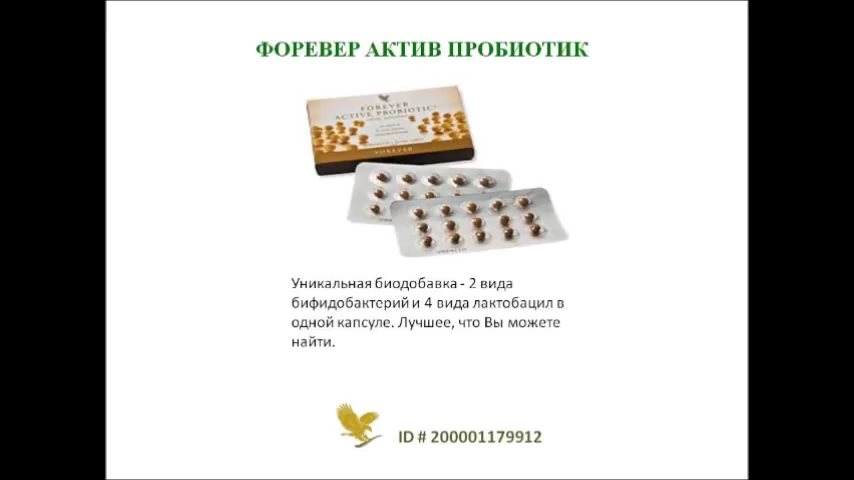 ФОРЕВЕР АКТИВ ПРОБИОТИК
FOREVER
ACTIVE PROBIOTIC
FOREVER
Уникальная биодобавка - 2 вида
бифидобактерий и 4 вида лактобацил в
одной капсуле. Лучшее, что Вы можете
найти.
ID # 200001179912